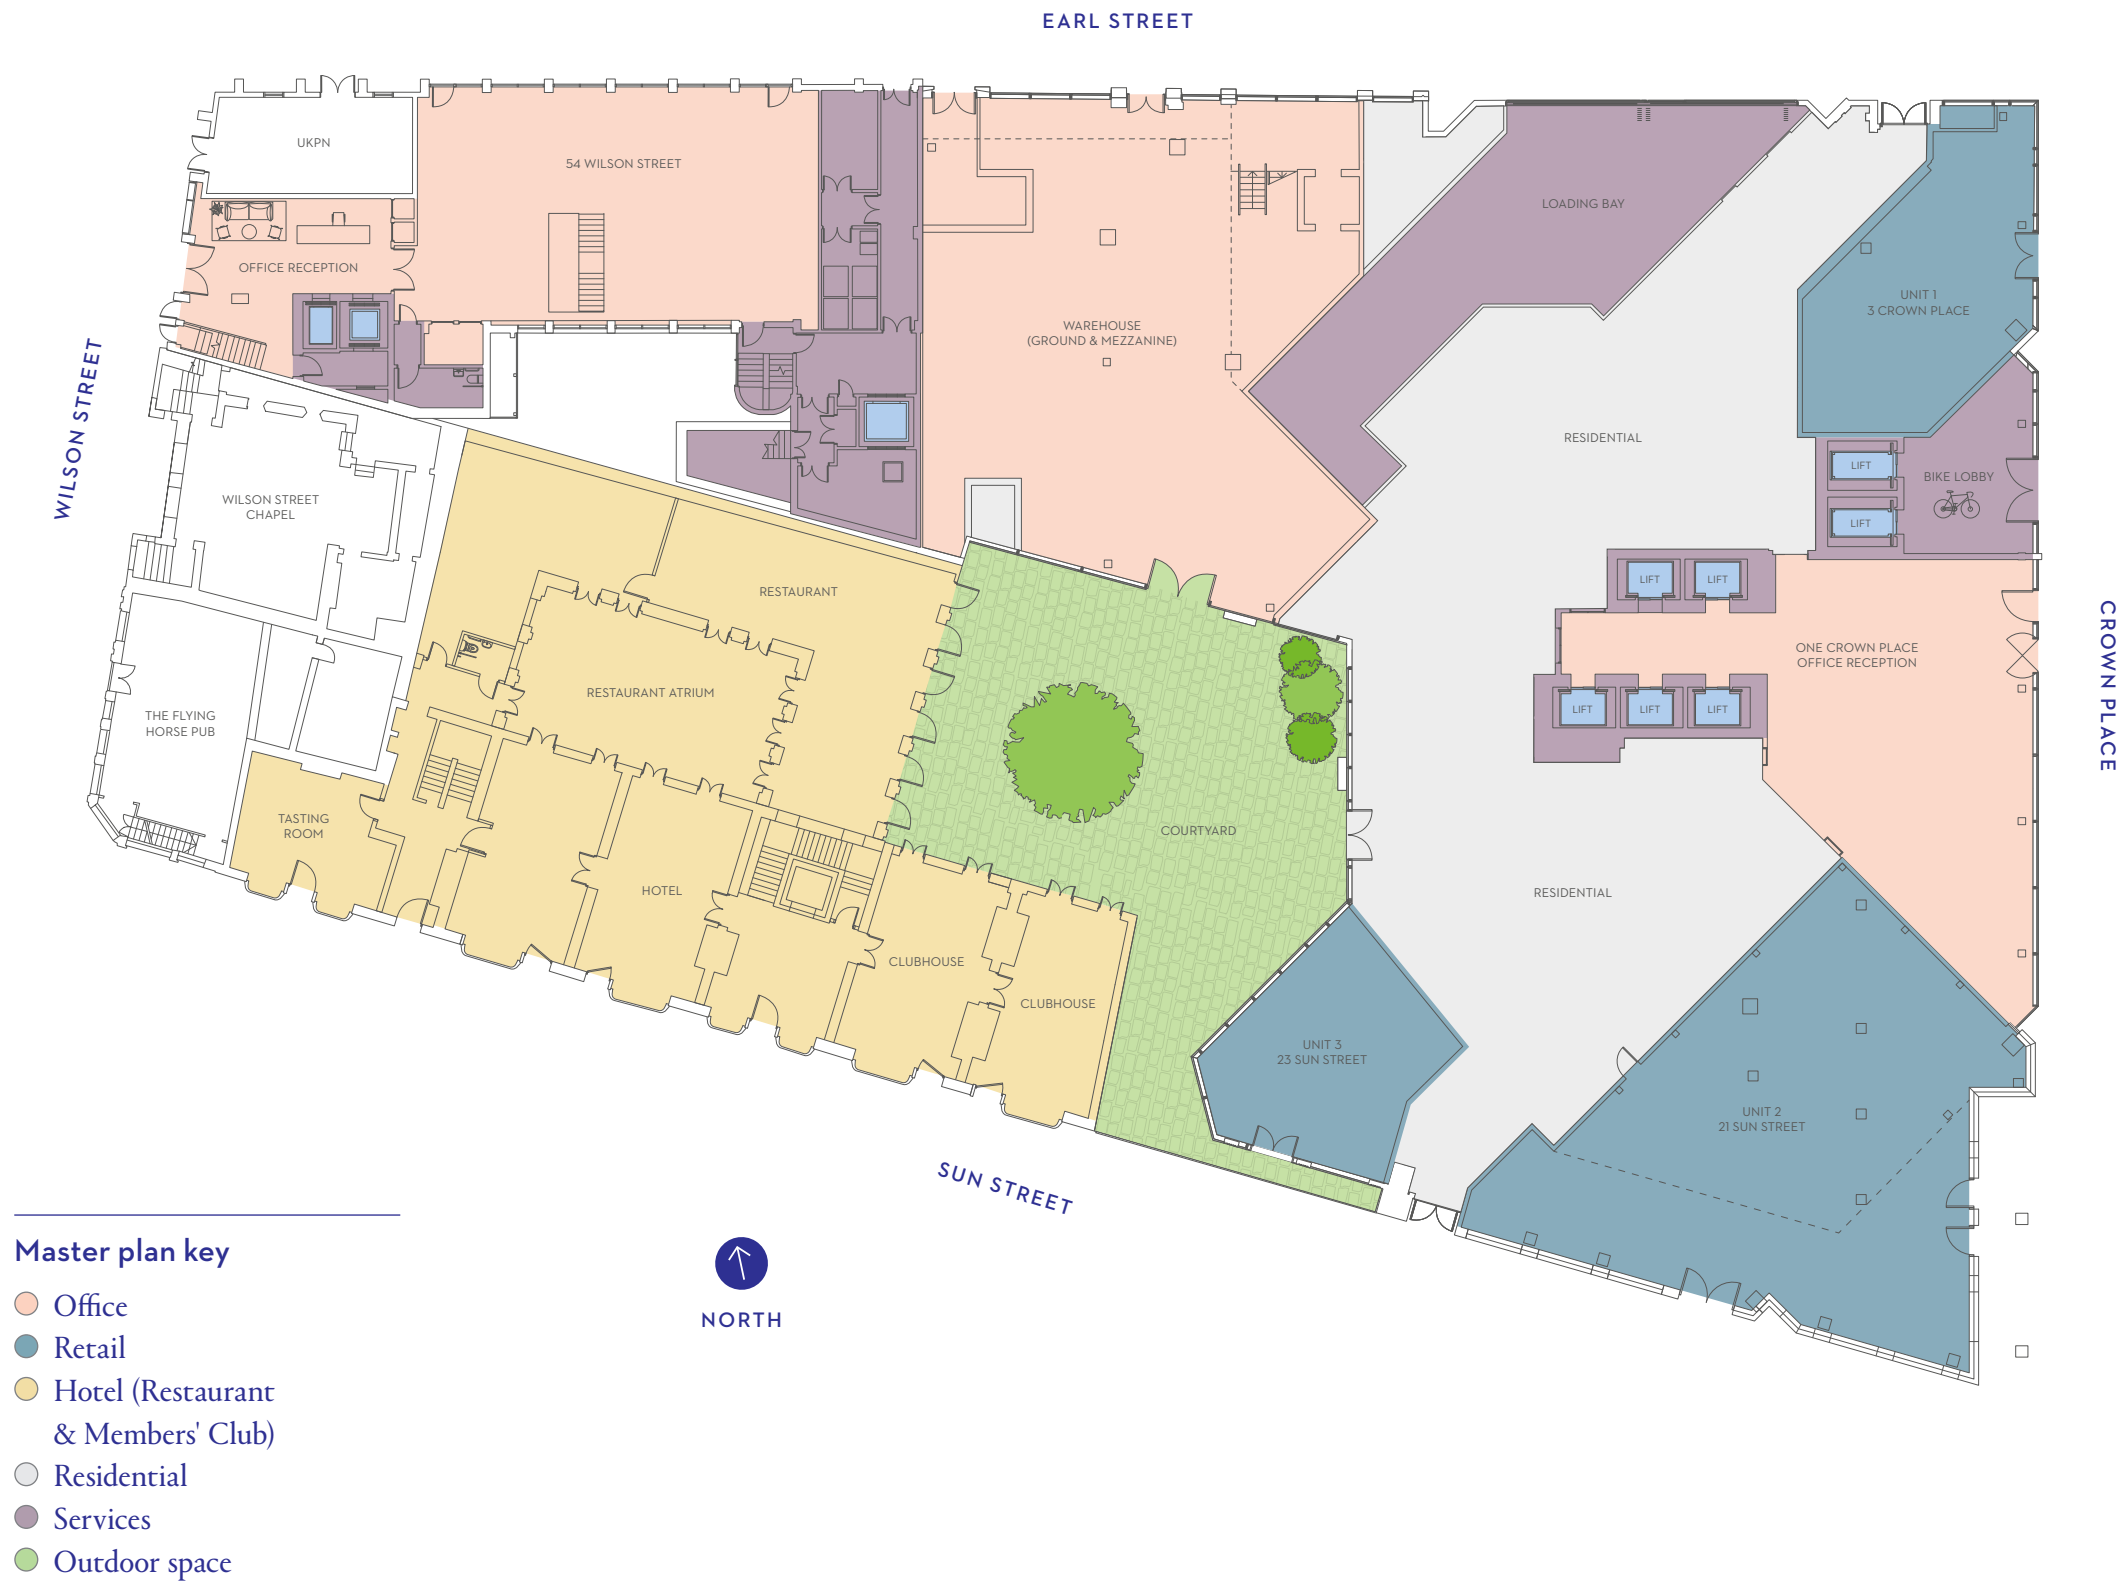 EARL STREET
UKPN
54 WILSON STREET
LOADING BAY
OFFICE RECEPTION
UNIT 1
3 CROWN PLACE
WAREHOUSE
(GROUND & MEZZANINE)
WILSON STREET
RESIDENTIAL
LIFT
BIKE LOBBY
LIFT
WILSON STREET
CHAPEL
RESTAURANT
LIFT
LIFT
ONE CROWN PLACE
OFFICE RECEPTION
CROWN PLACE
RESTAURANT ATRIUM
LIFT
LIFT
LIFT
THE FLYING
HORSE PUB
TASTING
ROOM
COURTYARD
HOTEL
RESIDENTIAL
CLUBHOUSE
CLUBHOUSE
UNIT 3
23 SUN STREET
UNIT 2
21 SUN STREET
SUN STREET
NORTH
Master plan key
Office
Retail
Hotel (Restaurant
& Members' Club)
Residential
Services
Outdoor space